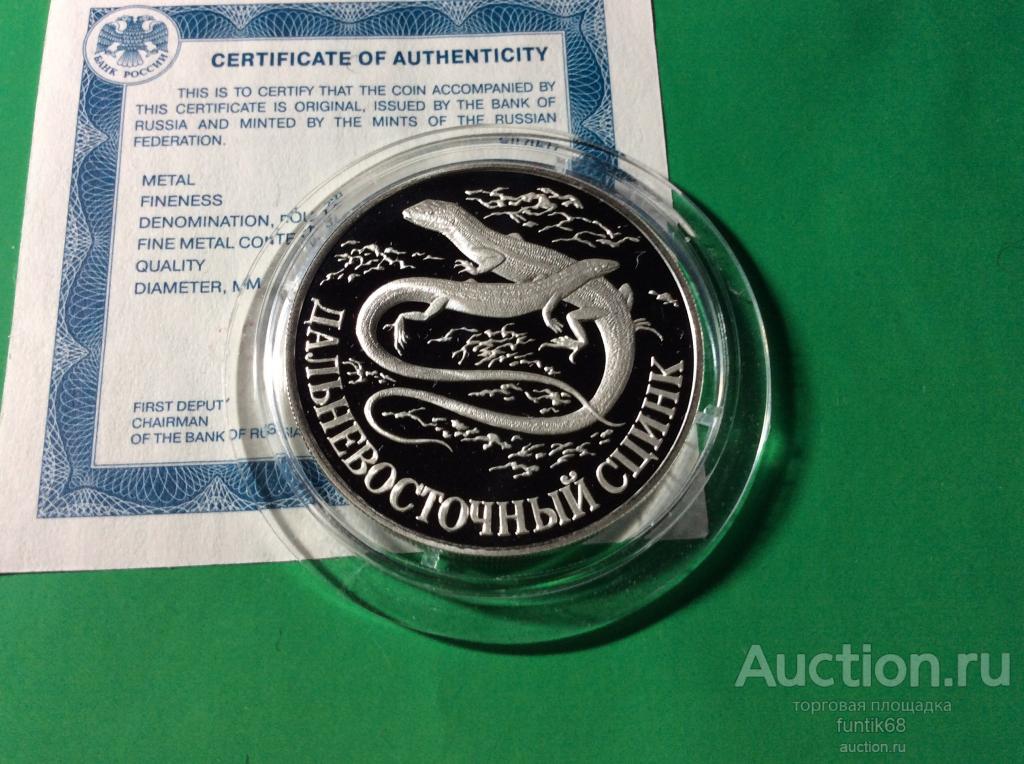 БАНК РОССИИ
CERTIFICATE OF AUTHENTICITY
THIS IS TO CERTIFY THAT THE COIN ACCOMPANIED BY
THIS CERTIFICATE IS ORIGINAL, ISSUED BY THE BANK OF
RUSSIA AND MINTED BY THE MINTS OF THE RUSSIAN
FEDERATION.
METAL
FINENESS
DENOMINATION,
FINE METAL
QUALITY
DIAMETER, MM
FIRST DEPUTY
CHAIRMAN
OF THE BANK OF RUSSIA
ДАЛЬНЕВОСТОЧНЫЙ СЦИНК
Auction.ru
торговая площадка
funtik68
auction.ru